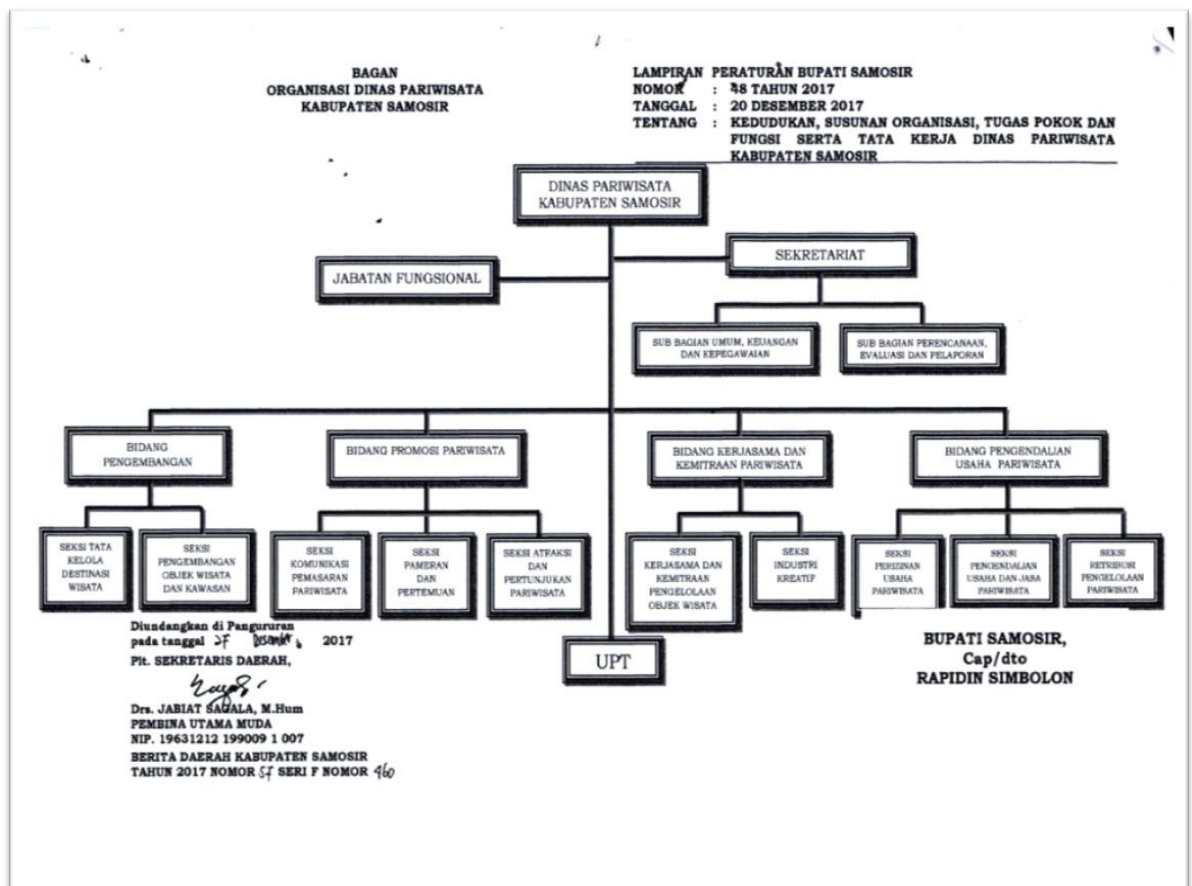 BAGAN
ORGANISASI DINAS PARIWISATA
KABUPATEN SAMOSIR
LAMPIRAN PERATURAN BUPATI SAMOSIR
NOMOR : 48 TAHUN 2017
TANGGAL : 20 DESEMBER 2017
TENTANG : KEDUDUKAN, SUSUNAN ORGANISASI, TUGAS POKOK DAN
FUNGSI SERTA TATA KERJA DINAS PARIWISATA
KABUPATEN SAMOSIR
DINAS PARIWISATA
KABUPATEN SAMOSIR
SEKRETARIAT
JABATAN FUNGSIONAL
SUB BAGIAN UMUM, KEUANGAN
DAN KEPEGAWAIAN
SUB BAGIAN PERENCANAAN,
EVALUASI DAN PELAPORAN
BIDANG
PENGEMBANGAN
BIDANG PROMOSI PARIWISATA
BIDANG KERJASAMA DAN
KEMITRAAN PARIWISATA
BIDANG PENGENDALIAN
USAHA PARIWISATA
SEKSI TATA
KELOLA
DESTINASI
WISATA
SEKSI
PENGEMBANGAN
OBJEK WISATA
DAN KAWASAN
SEKSI
KOMUNIKASI
PEMASARAN
PARIWISATA
SEKSI
PAMERAN
DAN
PERTEMUAN
SEKSI ATRAKSI
DAN
PERTUNJUKAN
PARIWISATA
SEKSI
KERJASAMA DAN
KEMITRAAN
PENGELOLAAN
OBJEK WISATA
SEKSI
INDUSTRI
KREATIF
SEKSI
PERIZINAN
USAHA
PARIWISATA
SEKSI
PENGENDALIAN
USAHA DAN JASA
PARIWISATA
SEKSI
RETRIBUSI
PENGELOLAAN
PARIWISATA
UPT
Diundangkan di Pangururan
pada tanggal 27 Desember 2017
Plt. SEKRETARIS DAERAH,
Drs. JABIAT SAGALA, M.Hum
PEMBINA UTAMA MUDA
NIP. 19631212 199009 1 007
BERITA DAERAH KABUPATEN SAMOSIR
TAHUN 2017 NOMOR 57 SERI F NOMOR 460
BUPATI SAMOSIR,
Cap/dto
RAPIDIN SIMBOLON